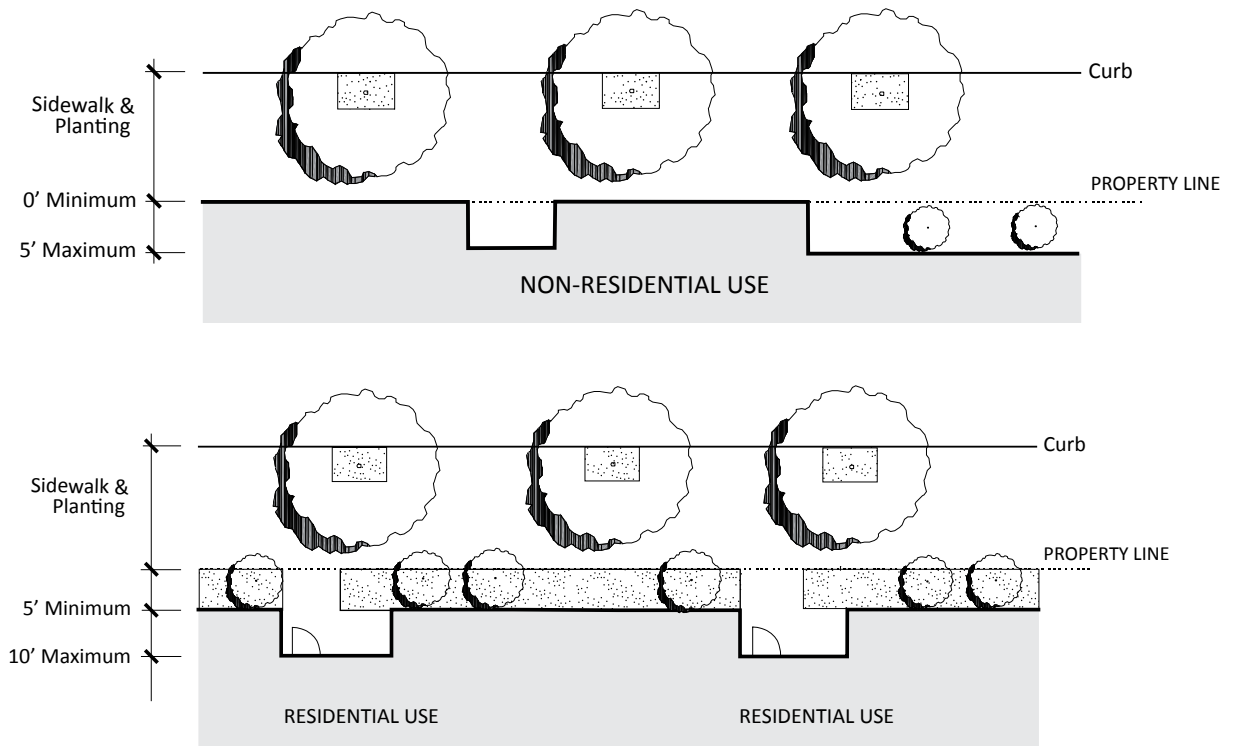 Curb
Sidewalk &
Planting
0’ Minimum
PROPERTY LINE
5’ Maximum
NON-RESIDENTIAL USE
Curb
Sidewalk &
Planting
PROPERTY LINE
5’ Minimum
10’ Maximum
RESIDENTIAL USE
RESIDENTIAL USE